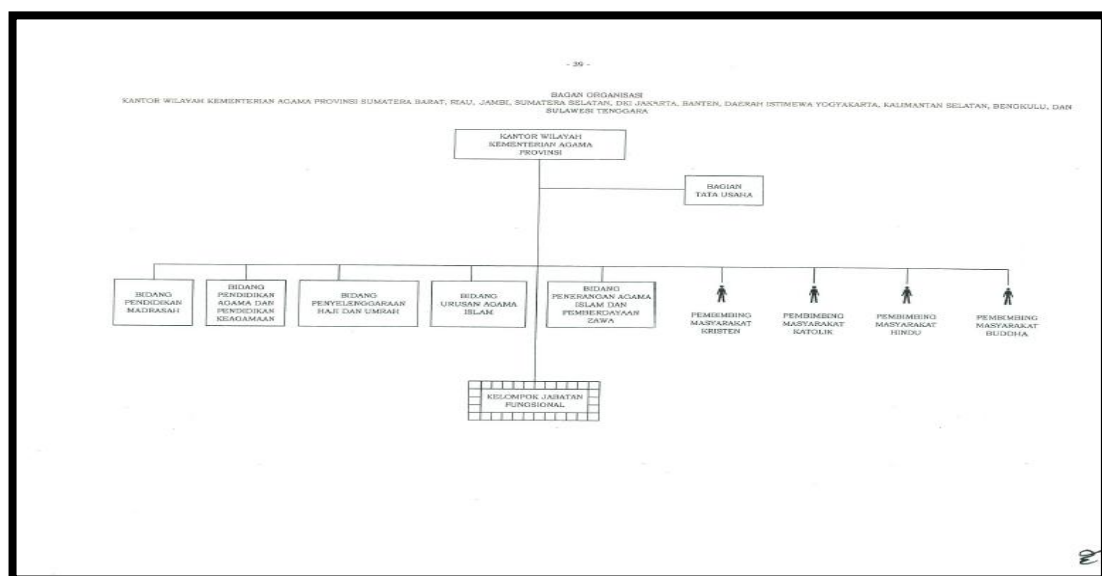 - 39 -
BAGAN ORGANISASI
KANTOR WILAYAH KEMENTERIAN AGAMA PROVINSI SUMATERA BARAT, RIAU, JAMBI, SUMATERA SELATAN, DKI JAKARTA, BANTEN, DAERAH ISTIMEWA YOGYAKARTA, KALIMANTAN SELATAN, BENGKULU, DAN
SULAWESI TENGGARA
KANTOR WILAYAH
KEMENTERIAN AGAMA
PROVINSI
BAGIAN
TATA USAHA
BIDANG
PENDIDIKAN
MADRASAH
BIDANG
PENDIDIKAN
AGAMA DAN
PENDIDIKAN
KEAGAMAAN
BIDANG
PENYELENGGARAAN
HAJI DAN UMRAH
BIDANG
URUSAN AGAMA
ISLAM
BIDANG
PENERANGAN AGAMA
ISLAM DAN
PEMBERDAYAAN
ZAWA
PEMBIMBING
MASYARAKAT
KRISTEN
PEMBIMBING
MASYARAKAT
KATOLIK
PEMBIMBING
MASYARAKAT
HINDU
PEMBIMBING
MASYARAKAT
BUDDHA
KELOMPOK JABATAN
FUNGSIONAL